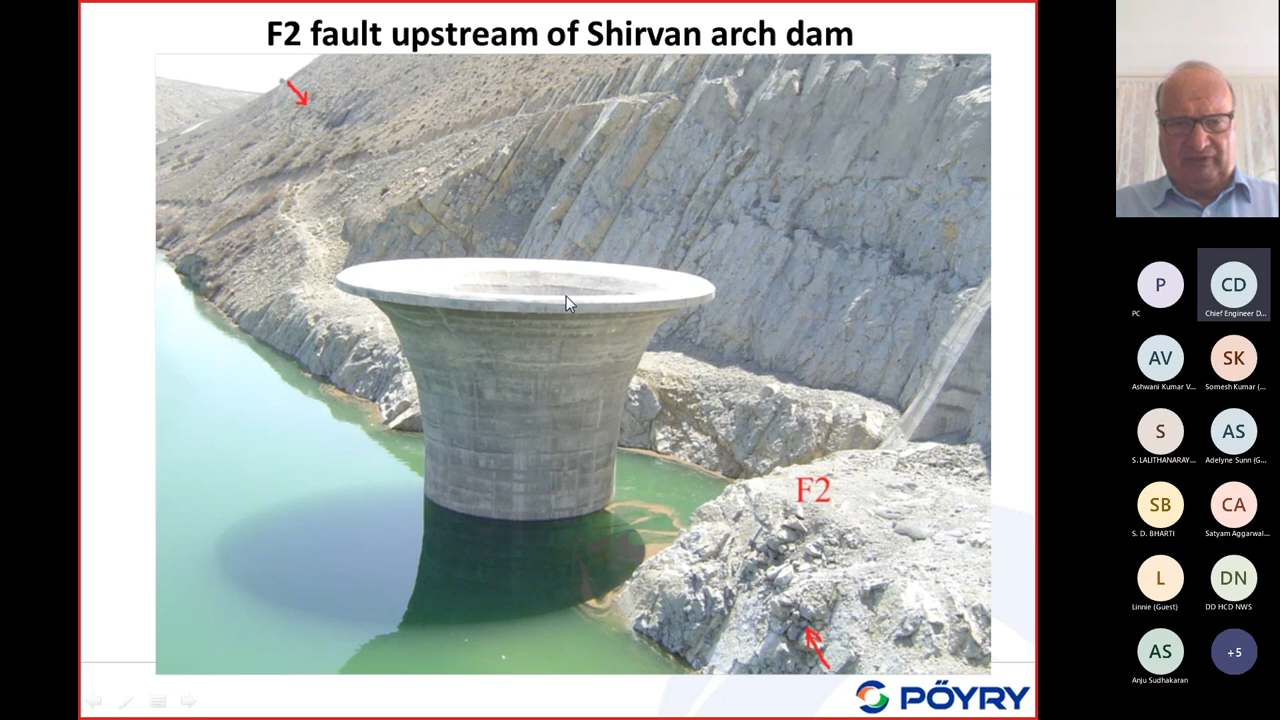 F2 fault upstream of Shirvan arch dam
F2
PŐYRY
P
PC
CD
Chief Engineer D...
AV
Ashwani Kumar V...
SK
Somesh Kumar (...
S
S. LALITHANARAY...
AS
Adelyne Sunn (G...
SB
S. D. BHARTI
CA
Satyam Aggarwal...
L
Linnie (Guest)
DN
DD HCD NWS
AS
Anju Sudhakaran
+5